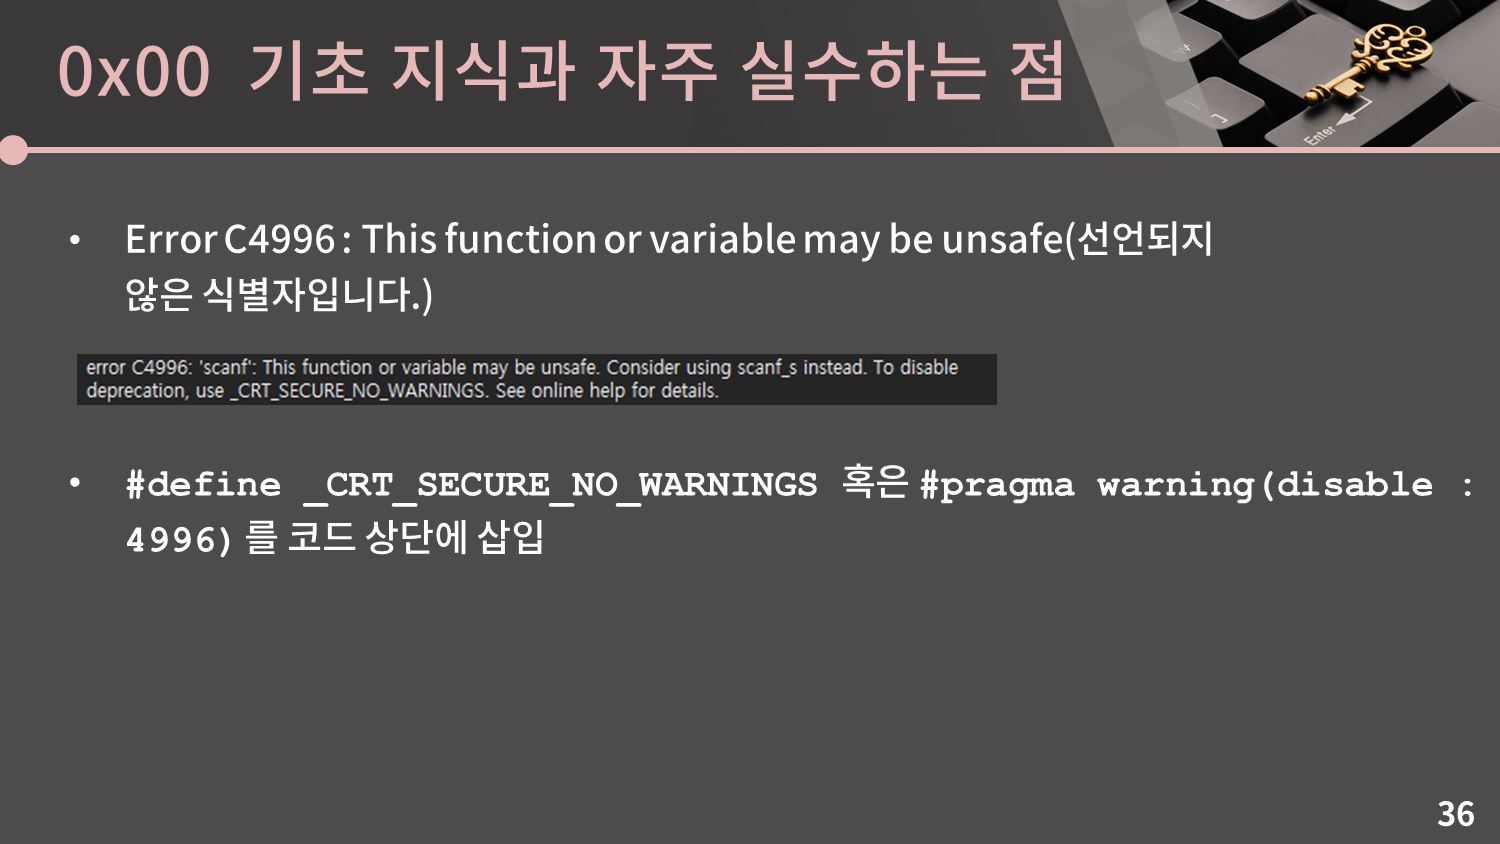 0x00 기초 지식과 자주 실수하는 점
Enter
• Error C4996 : This function or variable may be unsafe(선언되지
않은 식별자입니다.)
error C4996: 'scanf': This function or variable may be unsafe. Consider using scanf_s instead. To disable
deprecation, use _CRT_SECURE_NO_WARNINGS. See online help for details.
• #define _CRT_SECURE_NO_WARNINGS 혹은 #pragma warning(disable :
4996) 를 코드 상단에 삽입
36